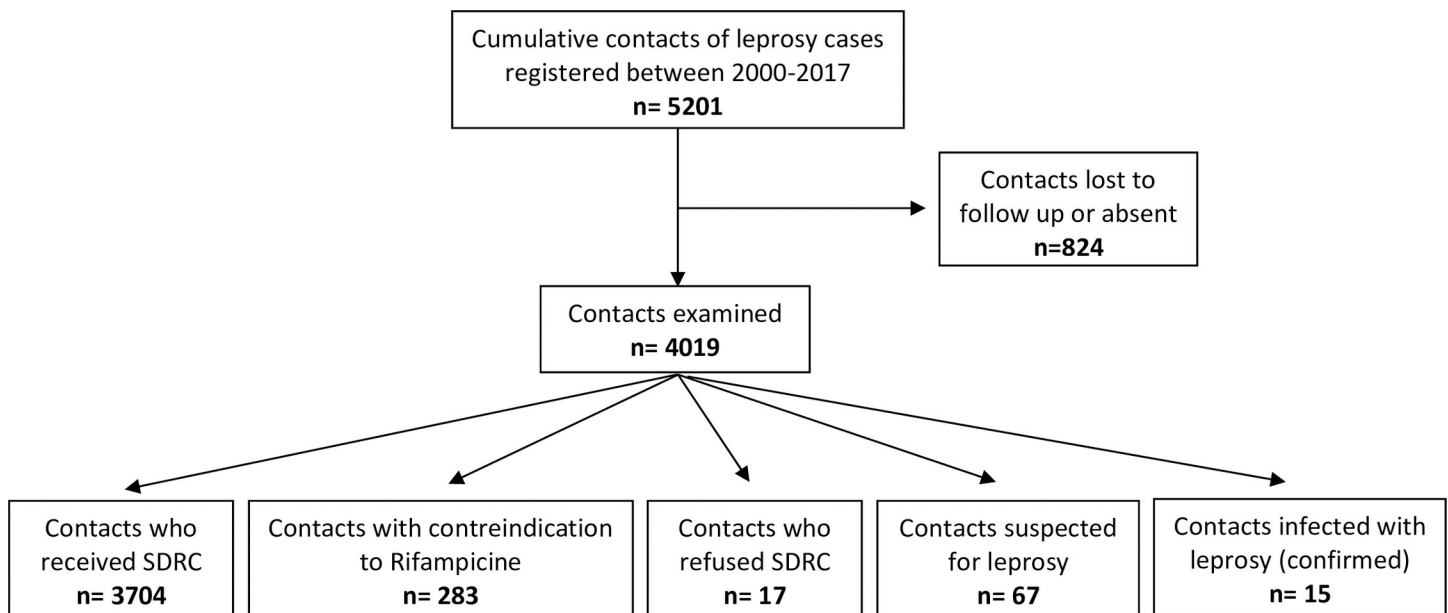 Cumulative contacts of leprosy cases
registered between 2000-2017
n= 5201
Contacts lost to
follow up or absent
n=824
Contacts examined
n= 4019
Contacts who
received SDRC
n= 3704
Contacts with contreindication
to Rifampicine
n= 283
Contacts who
refused SDRC
n= 17
Contacts suspected
for leprosy
n= 67
Contacts infected with
leprosy (confirmed)
n= 15